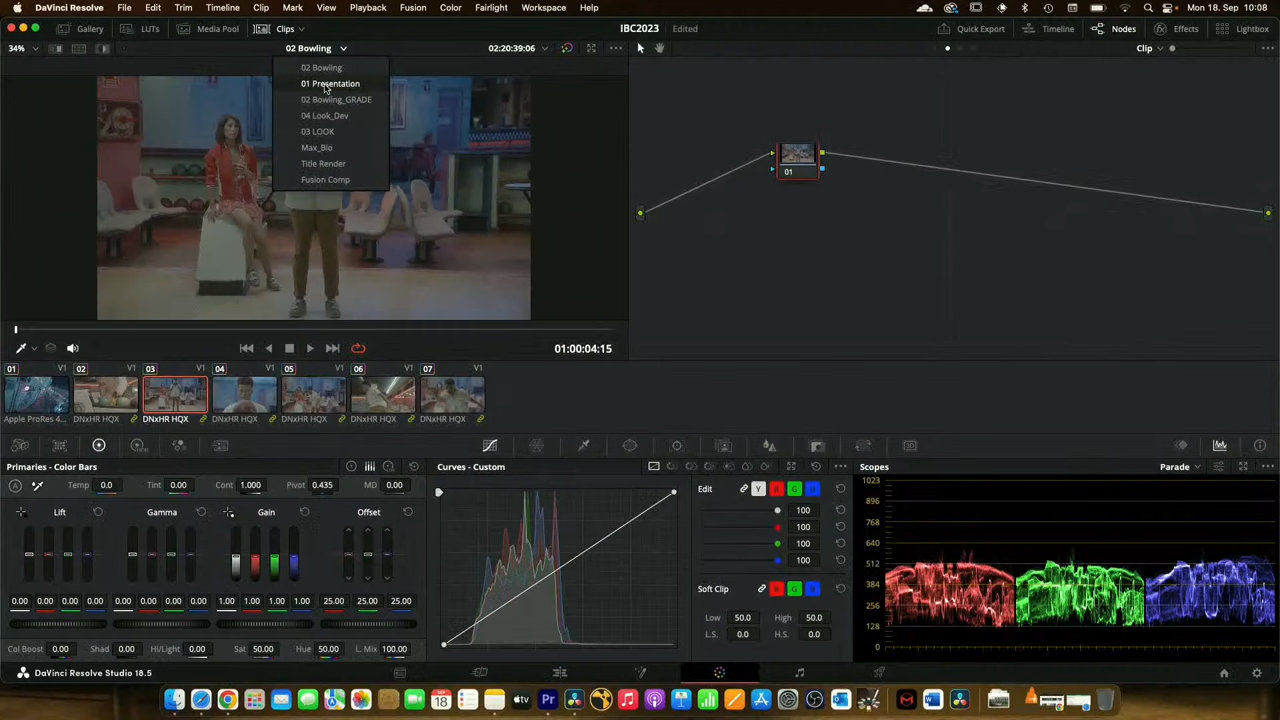 DaVinci Resolve File Edit Trim Timeline Clip Mark View Playback Fusion Color Fairlight Workspace Help Mon 18. Sep 10:08
Gallery LUTs Media Pool Clips IBC2023 Edited Quick Export Timeline Nodes Effects Lightbox
34% 02 Bowling 02:20:39:06 Clip
02 Bowling
01 Presentation
02 Bowling_GRADE
04 Look_Dev
03 LOOK
Max_Bio
Title Render
Fusion Comp
01
01:00:04:15
01 V1 02 V1 03 V1 04 V1 05 V1 06 V1 07 V1
Apple ProRes 4... DNxHR HQX DNxHR HQX DNxHR HQX DNxHR HQX DNxHR HQX DNxHR HQX
Primaries - Color Bars Curves - Custom Scopes Parade
Temp 0.0 Tint 0.00 Cont 1.000 Pivot 0.435 MD 0.00
Lift Gamma Gain Offset
0.00 0.00 0.00 0.00 0.00 0.00 0.00 0.00 1.00 1.00 1.00 1.00 25.00 25.00 25.00
Col Boost 0.00 Shad 0.00 Hi/Light 0.00 Sat 50.00 Hue 50.00 L. Mix 100.00
Edit Y R G B
100
100
100
100
Soft Clip R G B
Low 50.0 High 50.0
L.S. 0.0 H.S. 0.0
1023
896
768
640
512
384
256
128
0
DaVinci Resolve Studio 18.5
SEP
18
tv
Pr